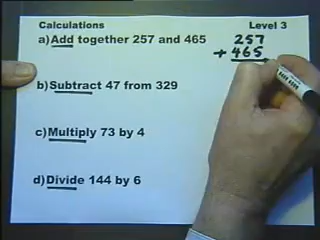 Calculations Level 3
a) Add together 257 and 465
257
+ 465
b) Subtract 47 from 329
c) Multiply 73 by 4
d) Divide 144 by 6